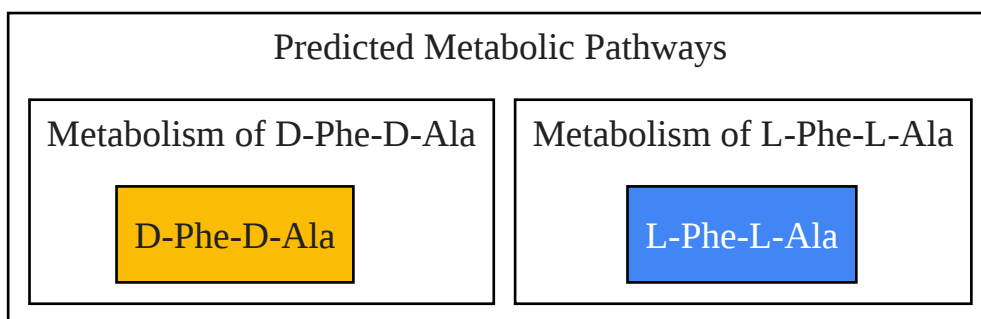 Predicted Metabolic Pathways
Metabolism of D-Phe-D-Ala
D-Phe-D-Ala
Metabolism of L-Phe-L-Ala
L-Phe-L-Ala